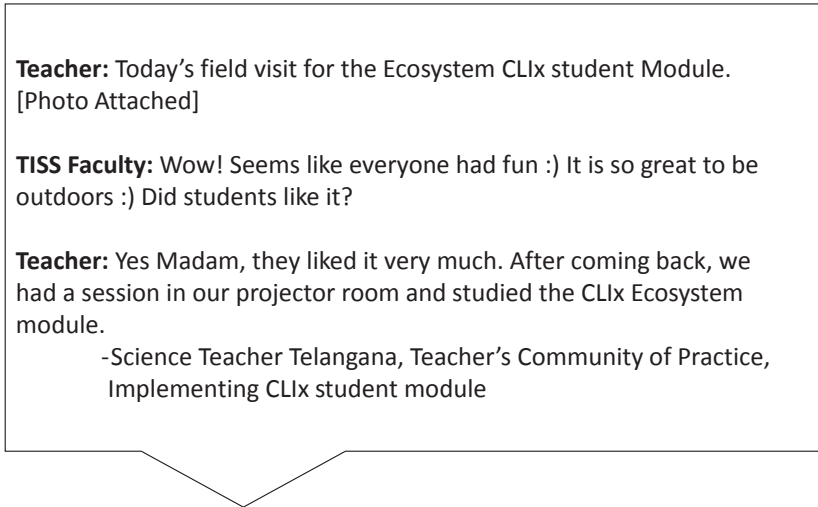 Teacher: Today’s field visit for the Ecosystem CLIx student Module.
[Photo Attached]
TISS Faculty: Wow! Seems like everyone had fun :) It is so great to be
outdoors :) Did students like it?
Teacher: Yes Madam, they liked it very much. After coming back, we
had a session in our projector room and studied the CLIx Ecosystem
module.
-Science Teacher Telangana, Teacher’s Community of Practice,
Implementing CLIx student module